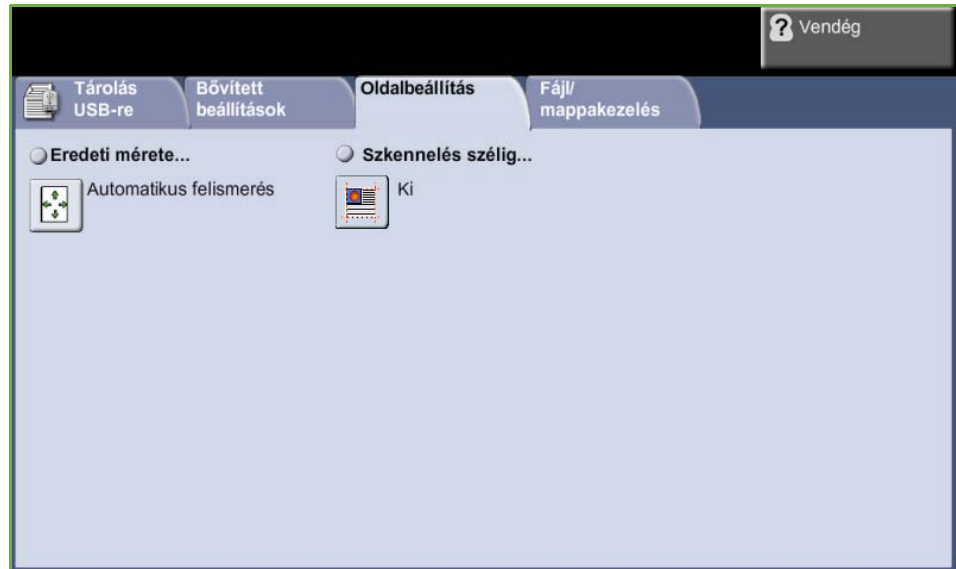 ? Vendég
Tárolás
USB-re
Bővített
beállítások
Oldalbeállítás
Fájl/
mappakezelés
Eredeti mérete...
Automatikus felismerés
Szkennelés szélig...
Ki